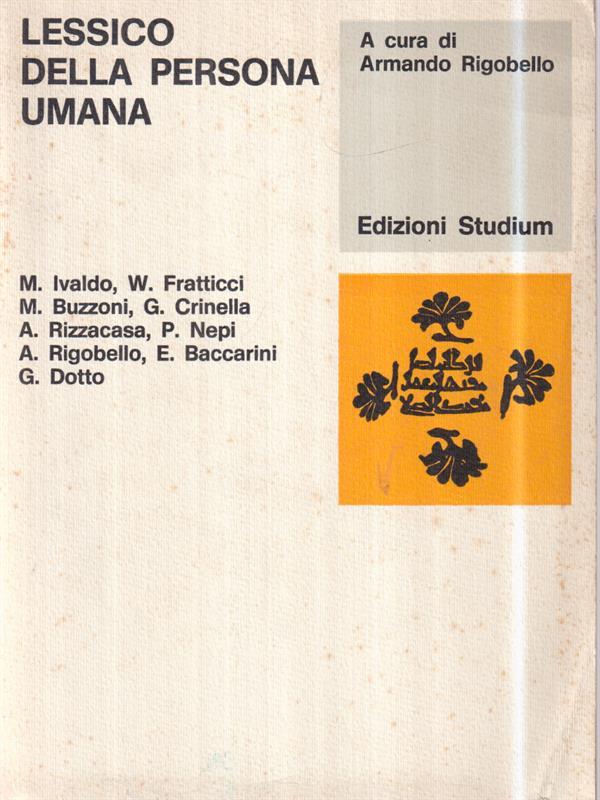 LESSICO
DELLA PERSONA
UMANA
A cura di
Armando Rigobello
Edizioni Studium
M. Ivaldo, W. Fratticci
M. Buzzoni, G. Crinella
A. Rizzacasa, P. Nepi
A. Rigobello, E. Baccarini
G. Dotto